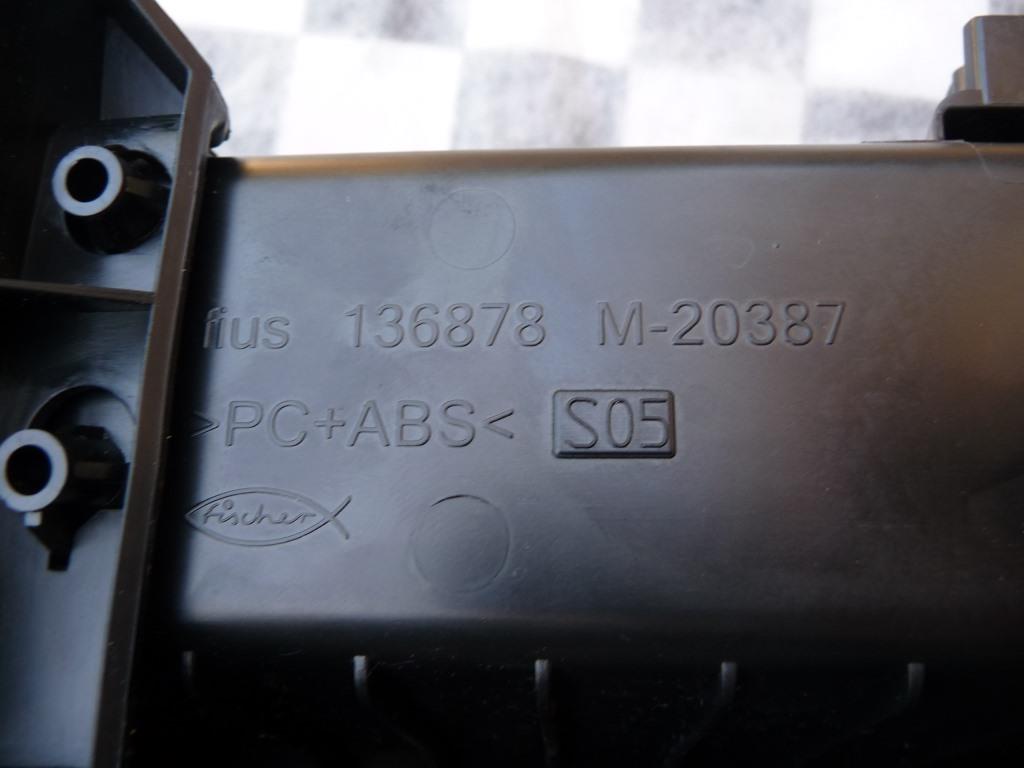 fius 136878 M-20387
>PC+ABS< S05
fischer